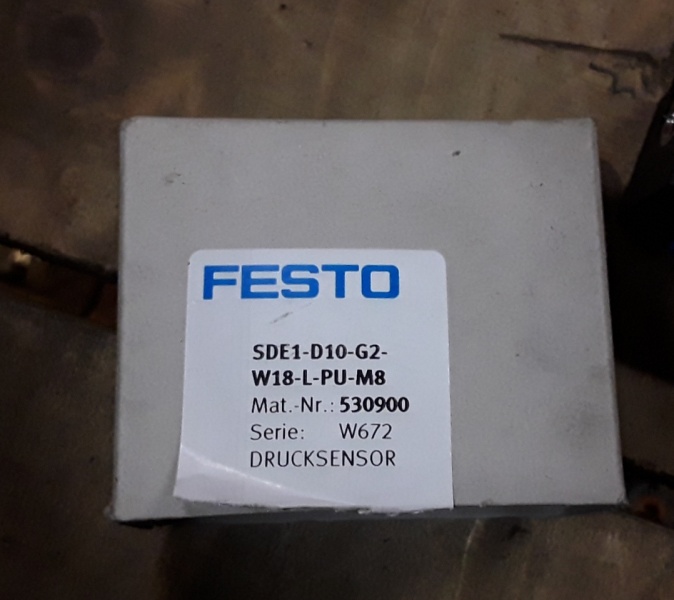 FESTO
SDE1-D10-G2-
W18-L-PU-M8
Mat.-Nr.: 530900
Serie: W672
DRUCKSENSOR